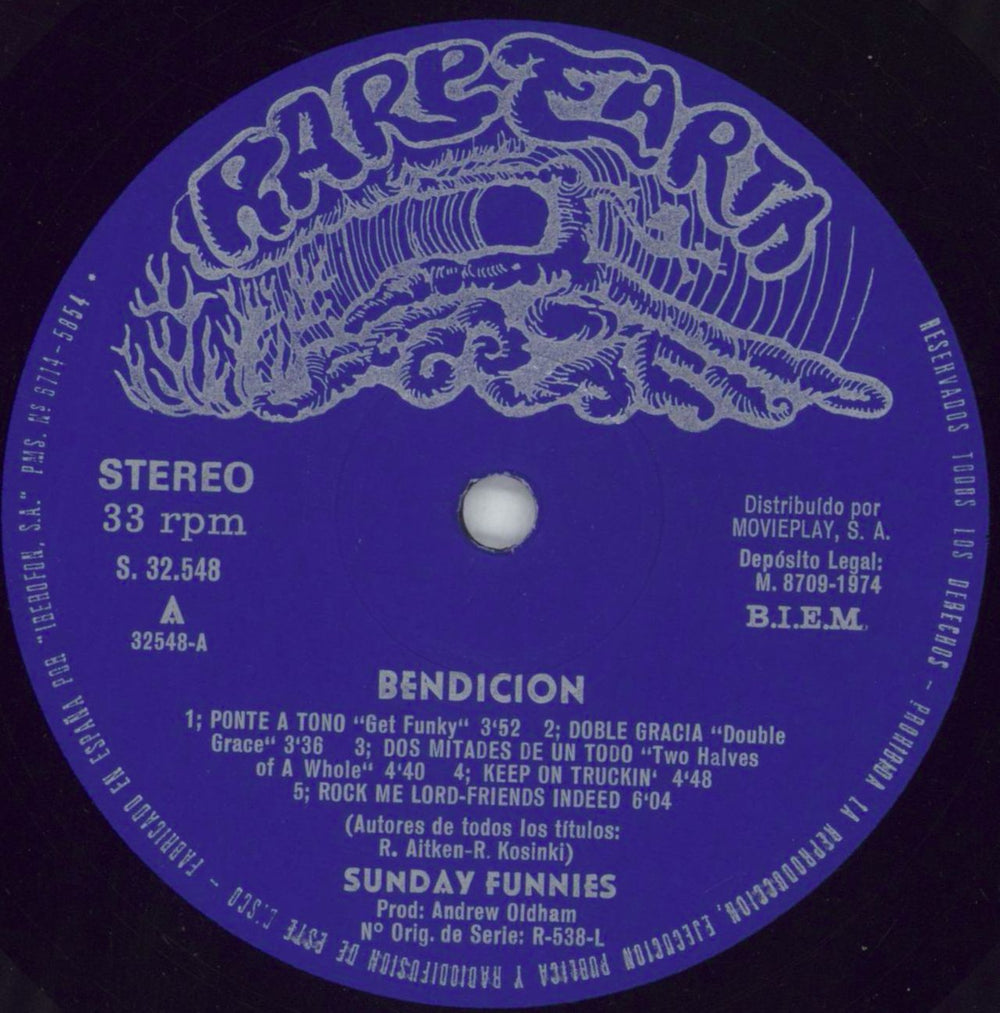 RARE EARTH
STEREO
33 rpm
S. 32.548
A
32548-A
Distribuído por
MOVIEPLAY, S. A.
Depósito Legal:
M. 8709-1974
B.I.E.M.
BENDICION
1; PONTE A TONO “Get Funky“ 3‘52 2; DOBLE GRACIA “Double
Grace“ 3‘36 3; DOS MITADES DE UN TODO “Two Halves
of A Whole“ 4‘40 4; KEEP ON TRUCKIN‘ 4‘48
5; ROCK ME LORD-FRIENDS INDEED 6‘04
(Autores de todos los títulos:
R. Aitken-R. Kosinki)
SUNDAY FUNNIES
Prod: Andrew Oldham
N° Orig. de Serie: R-538-L
RESERVADOS TODOS LOS DERECHOS - PROHIBIDA LA REPRODUCCION, EJECUCION PUBLICA Y RADIODIFUSION DE ESTE DISCO - FABRICADO EN ESPAÑA POR “IBEROFON, S.A.“ PMS. Nº 6714-5854 •